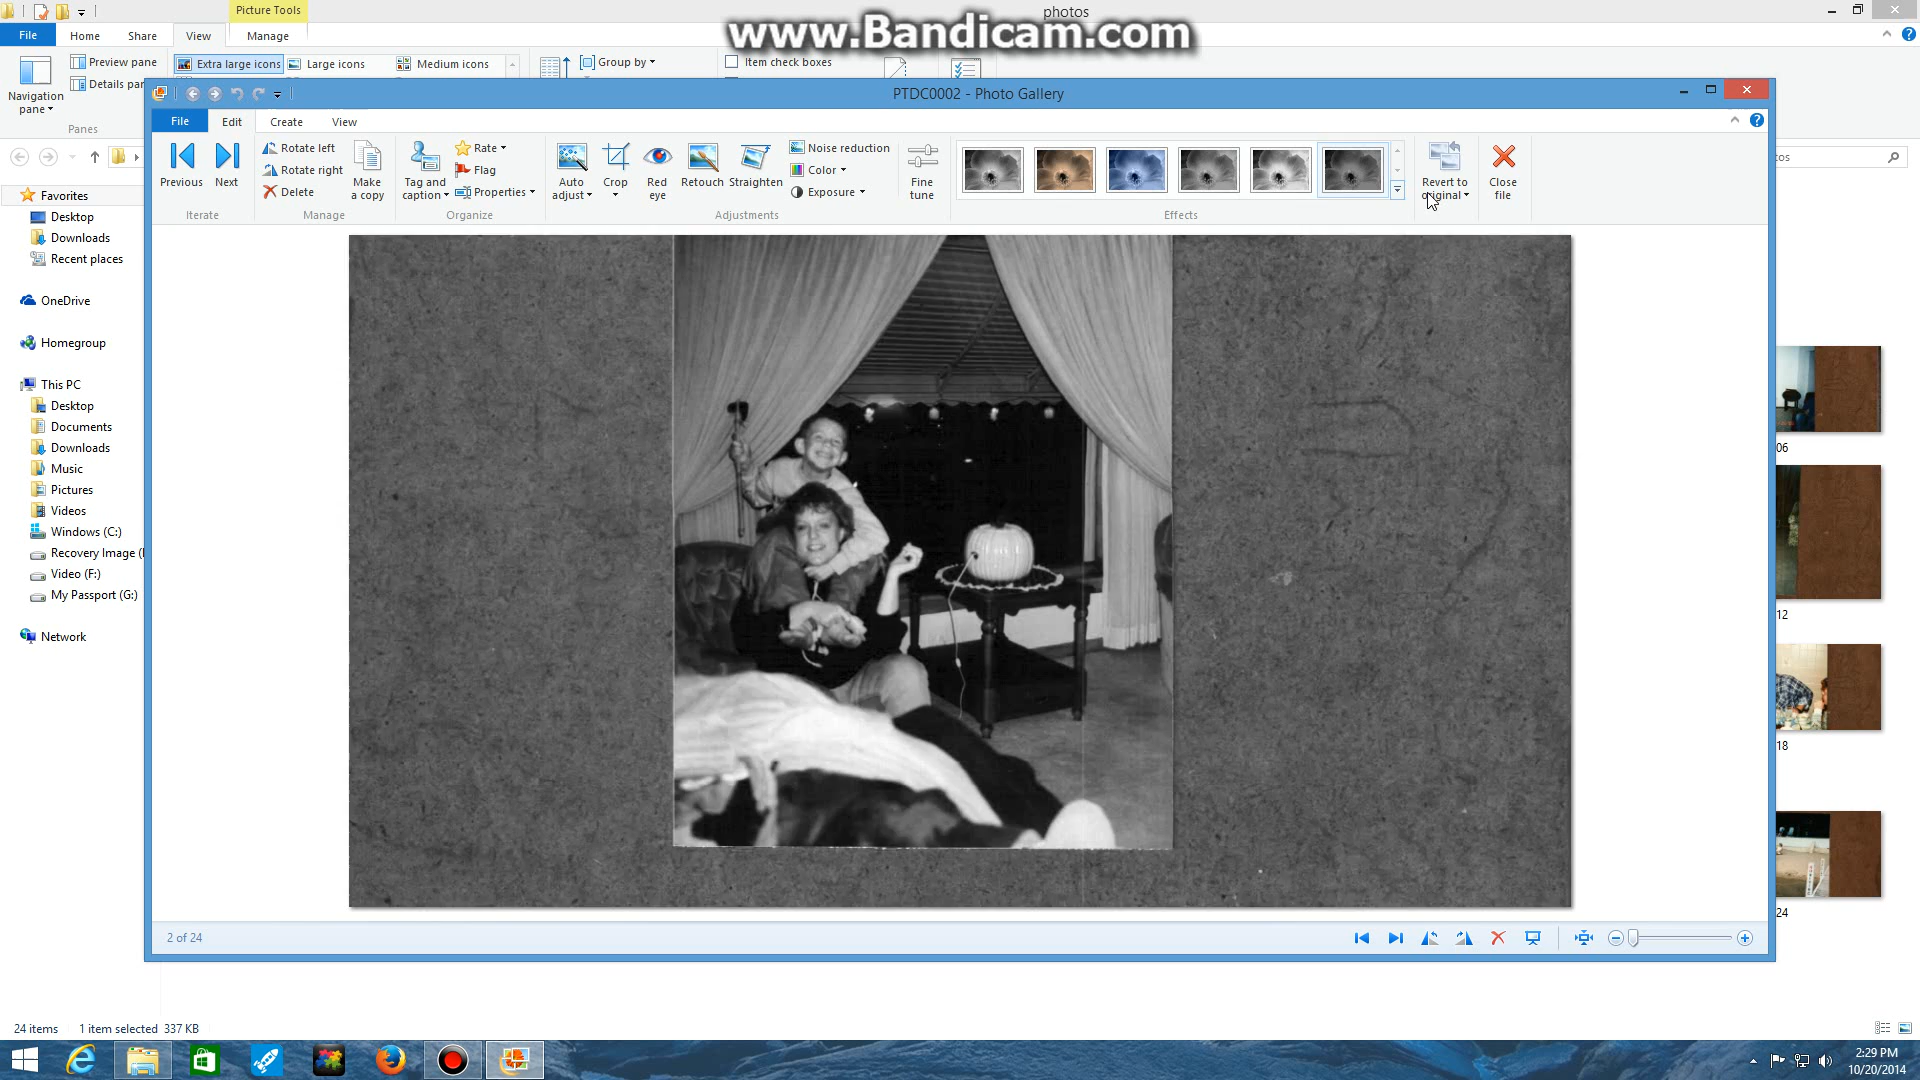 Picture Tools
photos
www.Bandicam.com
File Home Share View Manage
Navigation pane
Preview pane
Panes
Extra large icons Large icons Medium icons
Group by
Item check boxes
PTDC0002 - Photo Gallery
File Edit Create View
Previous Next
Iterate
Rotate left
Rotate right
Delete
Make a copy
Manage
Tag and caption
Rate
Flag
Properties
Organize
Auto adjust
Crop
Red eye
Retouch
Straighten
Noise reduction
Color
Exposure
Adjustments
Fine tune
Effects
Revert to original
Close file
Favorites
Desktop
Downloads
Recent places
OneDrive
Homegroup
This PC
Desktop
Documents
Downloads
Music
Pictures
Videos
Windows (C:)
Recovery Image (
Video (F:)
My Passport (G:)
Network
06
12
18
24
2 of 24
24 items 1 item selected 337 KB
2:29 PM
10/20/2014